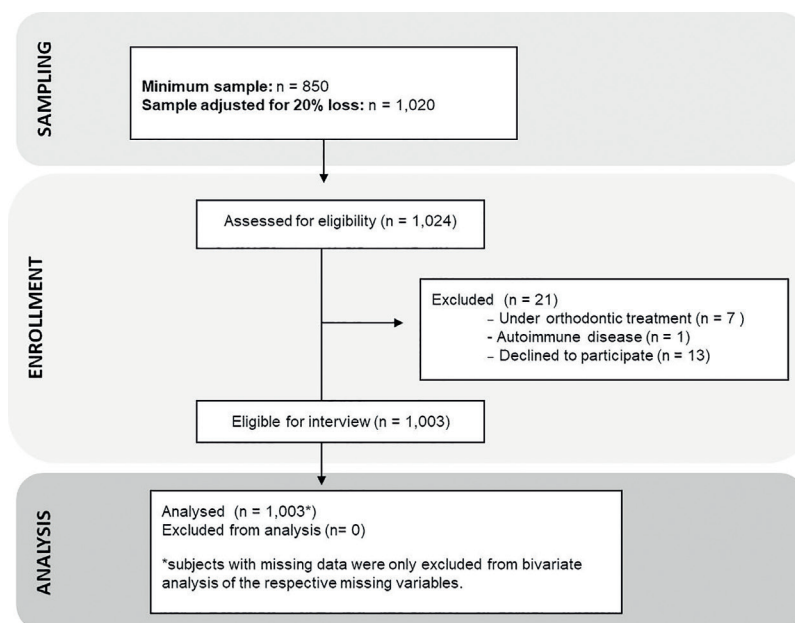 SAMPLING
Minimum sample: n = 850
Sample adjusted for 20% loss: n = 1,020
ENROLLMENT
Assessed for eligibility (n = 1,024)
Excluded (n = 21)
– Under orthodontic treatment (n = 7 )
- Autoimmune disease (n = 1)
– Declined to participate (n = 13)
Eligible for interview (n = 1,003)
ANALYSIS
Analysed (n = 1,003*)
Excluded from analysis (n= 0)
*subjects with missing data were only excluded from bivariate
analysis of the respective missing variables.